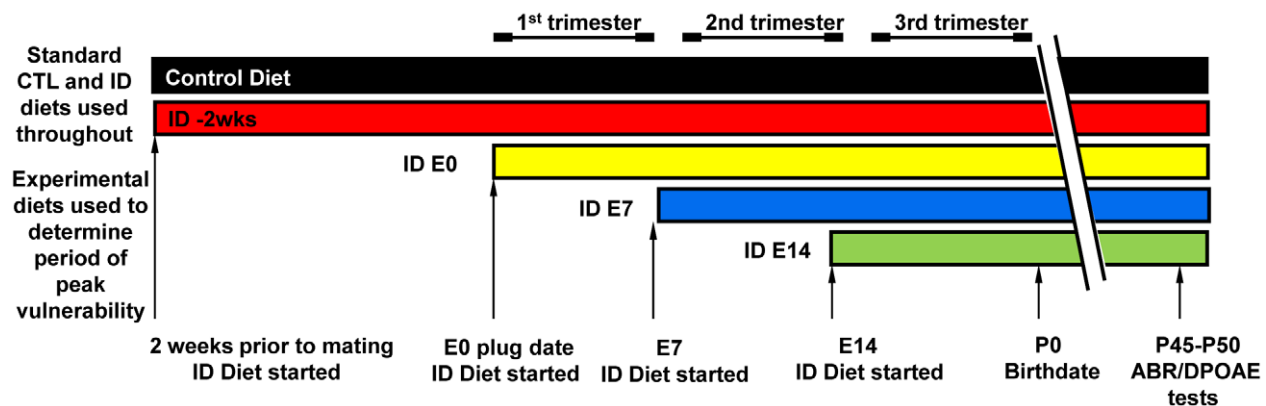 1st trimester
2nd trimester
3rd trimester
Standard
CTL and ID
diets used
throughout
Control Diet
ID -2wks
ID E0
ID E7
ID E14
Experimental
diets used to
determine
period of
peak
vulnerability
2 weeks prior to mating
ID Diet started
E0 plug date
ID Diet started
E7
ID Diet started
E14
ID Diet started
P0
Birthdate
P45-P50
ABR/DPOAE
tests